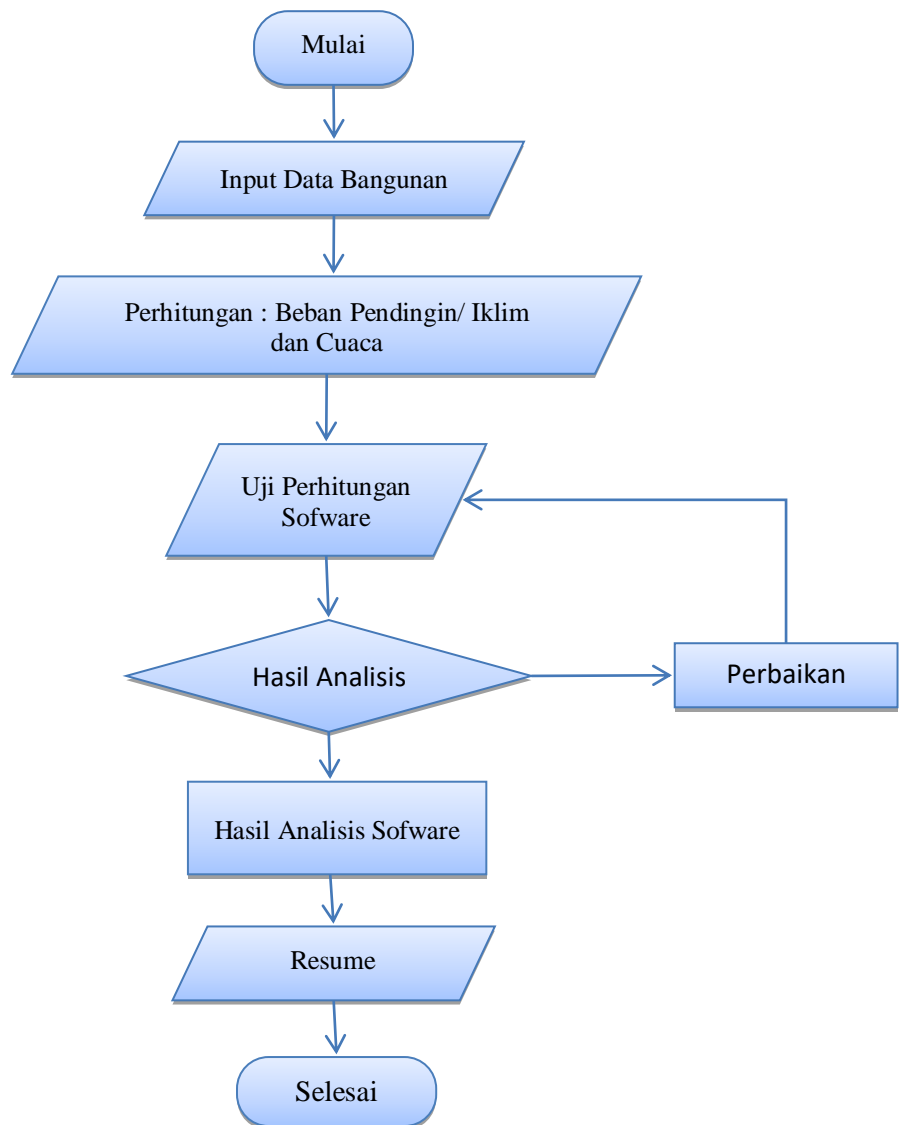 Mulai
Input Data Bangunan
Perhitungan : Beban Pendingin/ Iklim
dan Cuaca
Uji Perhitungan
Sofware
Hasil Analisis
Perbaikan
Hasil Analisis Sofware
Resume
Selesai